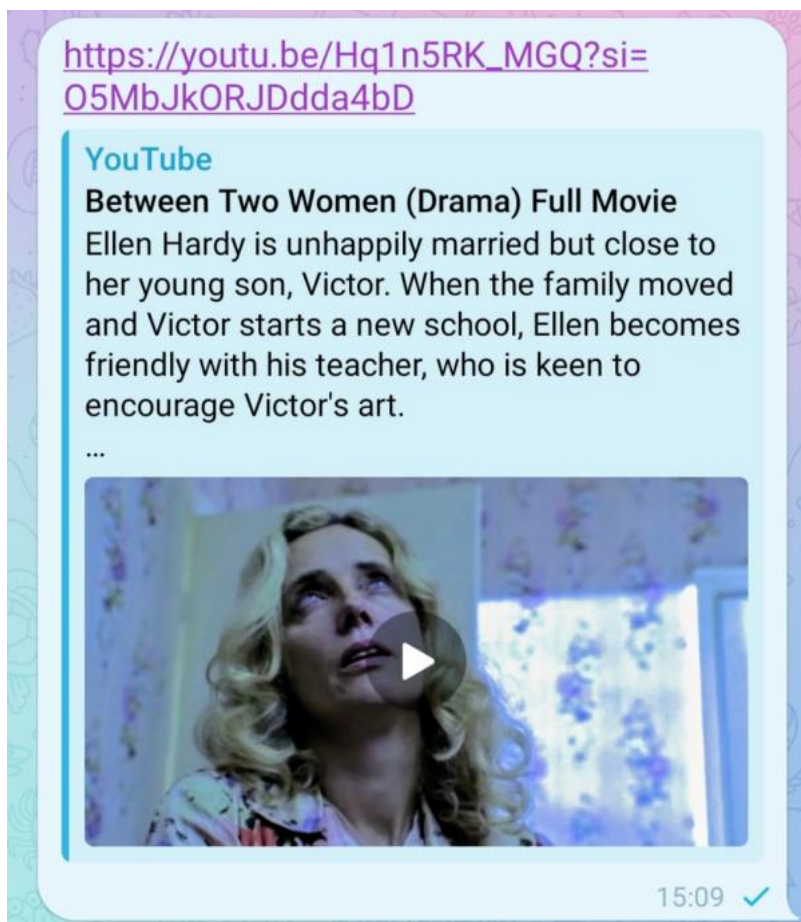 https://youtu.be/Hq1n5RK_MGQ?si=
O5MbJkORJDdda4bD
YouTube
Between Two Women (Drama) Full Movie
Ellen Hardy is unhappily married but close to
her young son, Victor. When the family moved
and Victor starts a new school, Ellen becomes
friendly with his teacher, who is keen to
encourage Victor's art.
...
15:09